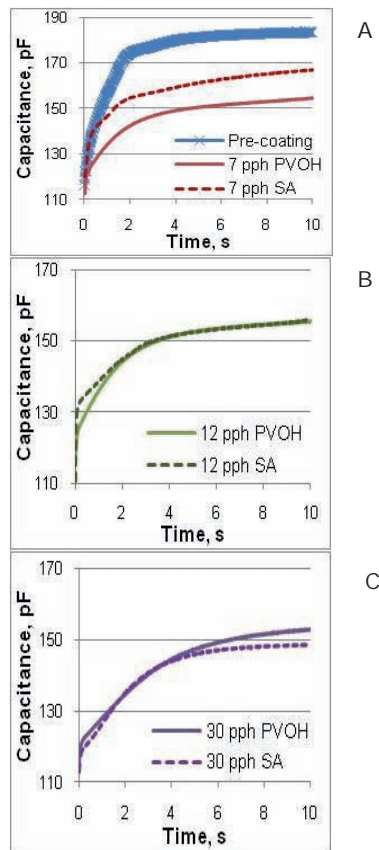 A
Capacitance, pF
190
170
150
130
110
Pre-coating
7 pph PVOH
7 pph SA
0 2 4 6 8 10
Time, s
B
Capacitance, pF
170
150
130
110
12 pph PVOH
12 pph SA
0 2 4 6 8 10
Time, s
C
Capacitance, pF
170
150
130
110
30 pph PVOH
30 pph SA
0 2 4 6 8 10
Time, s